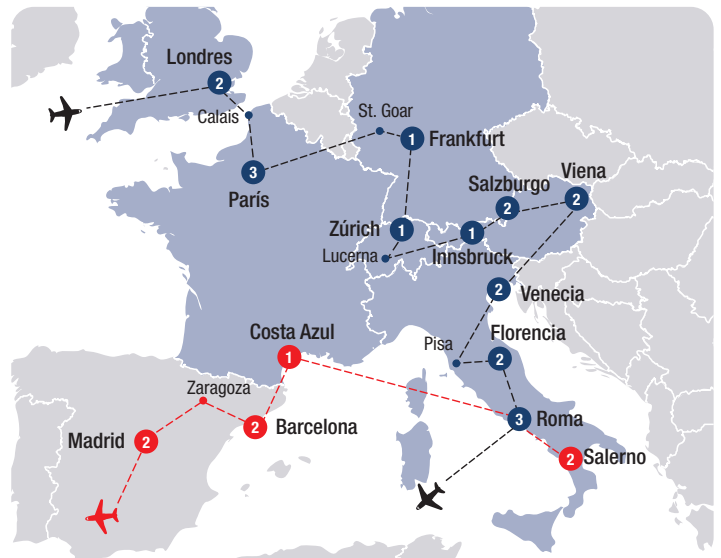 Londres
2
Calais
St. Goar
1
Frankfurt
3
París
Salzburgo
2
Viena
2
Zúrich
1
1
Innsbruck
Lucerna
2
Venecia
Costa Azul
1
Pisa
Florencia
2
Zaragoza
Madrid
2
2
Barcelona
3
Roma
2
Salerno